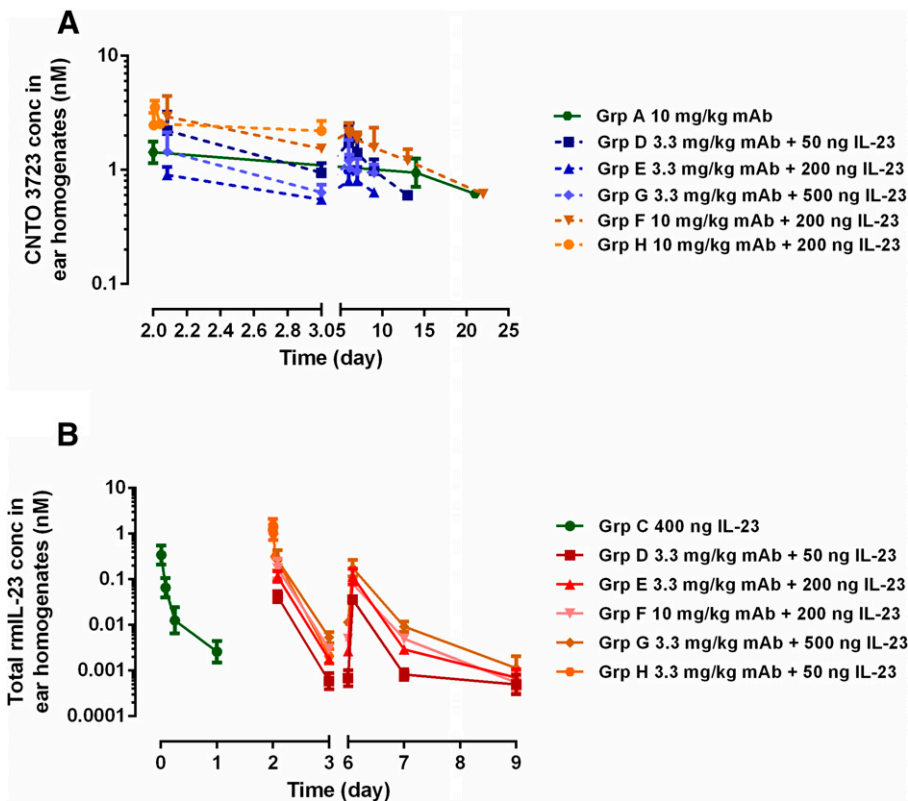 A
CNTO 3723 conc in
ear homogenates (nM)
10
1
0.1
2.0 2.2 2.4 2.6 2.8 3.0 5 10 15 20 25
Time (day)
Grp A 10 mg/kg mAb
Grp D 3.3 mg/kg mAb + 50 ng IL-23
Grp E 3.3 mg/kg mAb + 200 ng IL-23
Grp G 3.3 mg/kg mAb + 500 ng IL-23
Grp F 10 mg/kg mAb + 200 ng IL-23
Grp H 10 mg/kg mAb + 200 ng IL-23
B
Total rmIL-23 conc in
ear homogenates (nM)
10
1
0.1
0.01
0.001
0.0001
0 1 2 3 6 7 8 9
Time (day)
Grp C 400 ng IL-23
Grp D 3.3 mg/kg mAb + 50 ng IL-23
Grp E 3.3 mg/kg mAb + 200 ng IL-23
Grp F 10 mg/kg mAb + 200 ng IL-23
Grp G 3.3 mg/kg mAb + 500 ng IL-23
Grp H 3.3 mg/kg mAb + 50 ng IL-23